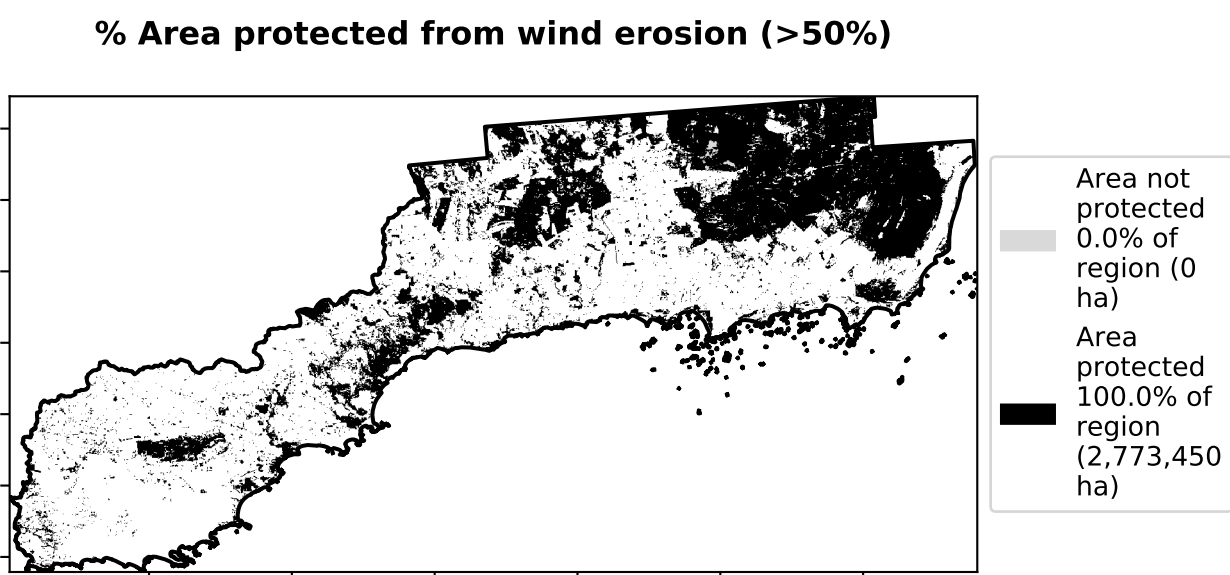 % Area protected from wind erosion (>50%)
Area not
protected
0.0% of
region (0
ha)
Area
protected
100.0% of
region
(2,773,450
ha)